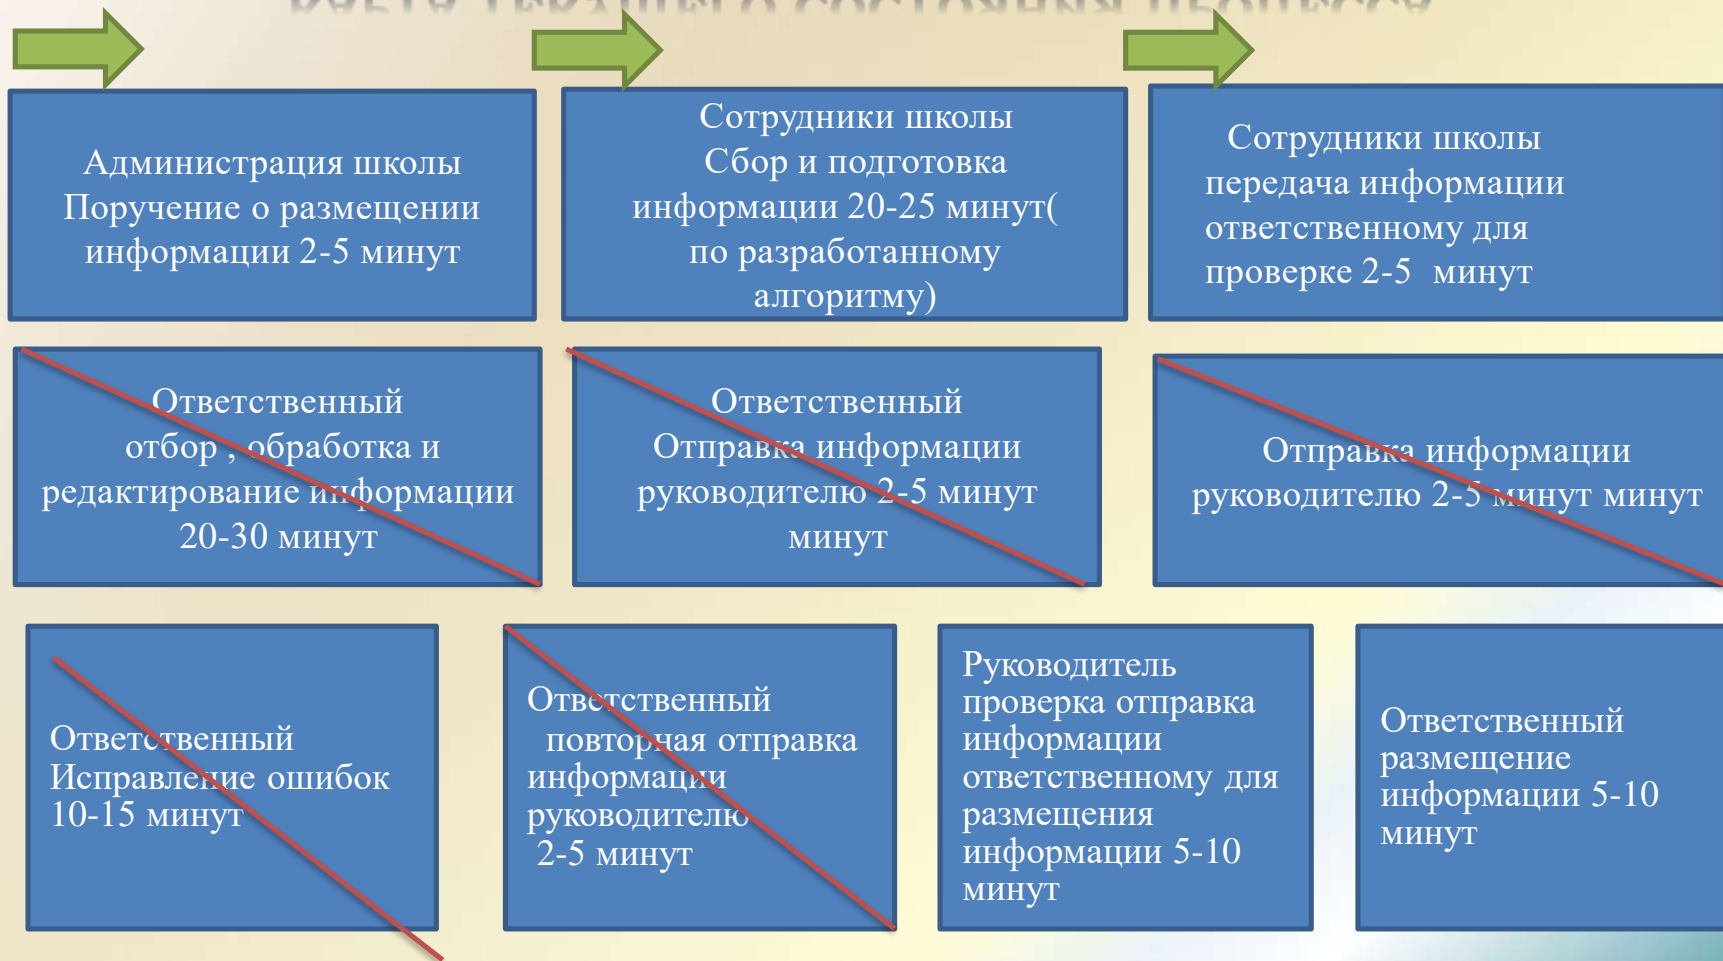 КАРТА ТЕКУЩЕГО СОСТОЯНИЯ ПРОЦЕССА
Администрация школы
Поручение о размещении
информации 2-5 минут
Сотрудники школы
Сбор и подготовка
информации 20-25 минут(
по разработанному
алгоритму)
Сотрудники школы
передача информации
ответственному для
проверке 2-5 минут
Ответственный
отбор , обработка и
редактирование информации
20-30 минут
Ответственный
Отправка информации
руководителю 2-5 минут
минут
Отправка информации
руководителю 2-5 минут минут
Ответственный
Исправление ошибок
10-15 минут
Ответственный
повторная отправка
информации
руководителю
2-5 минут
Руководитель
проверка отправка
информации
ответственному для
размещения
информации 5-10
минут
Ответственный
размещение
информации 5-10
минут